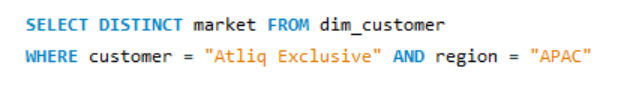 SELECT DISTINCT market FROM dim_customer
WHERE customer = "Atliq Exclusive" AND region = "APAC"